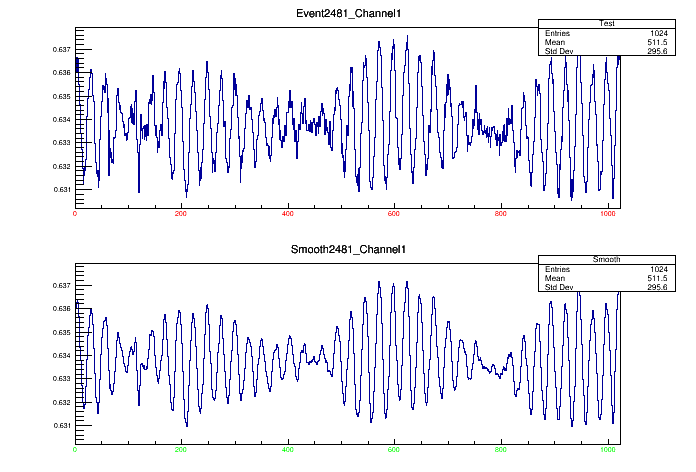 Event2481_Channel1
Test
Entries 1024
Mean 511.5
Std Dev 295.6
0.637
0.636
0.635
0.634
0.633
0.632
0.631
0 200 400 600 800 1000
Smooth2481_Channel1
Smooth
Entries 1024
Mean 511.5
Std Dev 295.6
0.637
0.636
0.635
0.634
0.633
0.632
0.631
0 200 400 600 800 1000